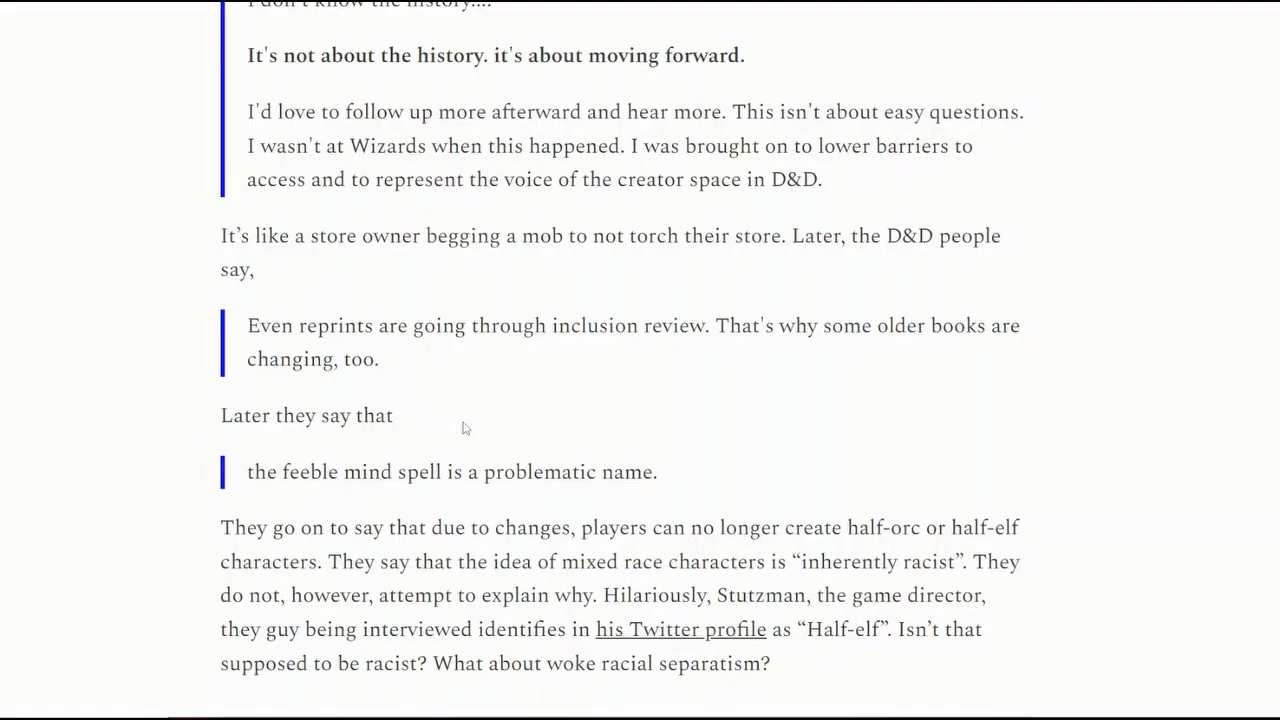 I don't know the history....
It's not about the history. it's about moving forward.
I'd love to follow up more afterward and hear more. This isn't about easy questions.
I wasn't at Wizards when this happened. I was brought on to lower barriers to
access and to represent the voice of the creator space in D&D.
It’s like a store owner begging a mob to not torch their store. Later, the D&D people
say,
Even reprints are going through inclusion review. That's why some older books are
changing, too.
Later they say that
the feeble mind spell is a problematic name.
They go on to say that due to changes, players can no longer create half-orc or half-elf
characters. They say that the idea of mixed race characters is “inherently racist”. They
do not, however, attempt to explain why. Hilariously, Stutzman, the game director,
they guy being interviewed identifies in his Twitter profile as “Half-elf”. Isn’t that
supposed to be racist? What about woke racial separatism?